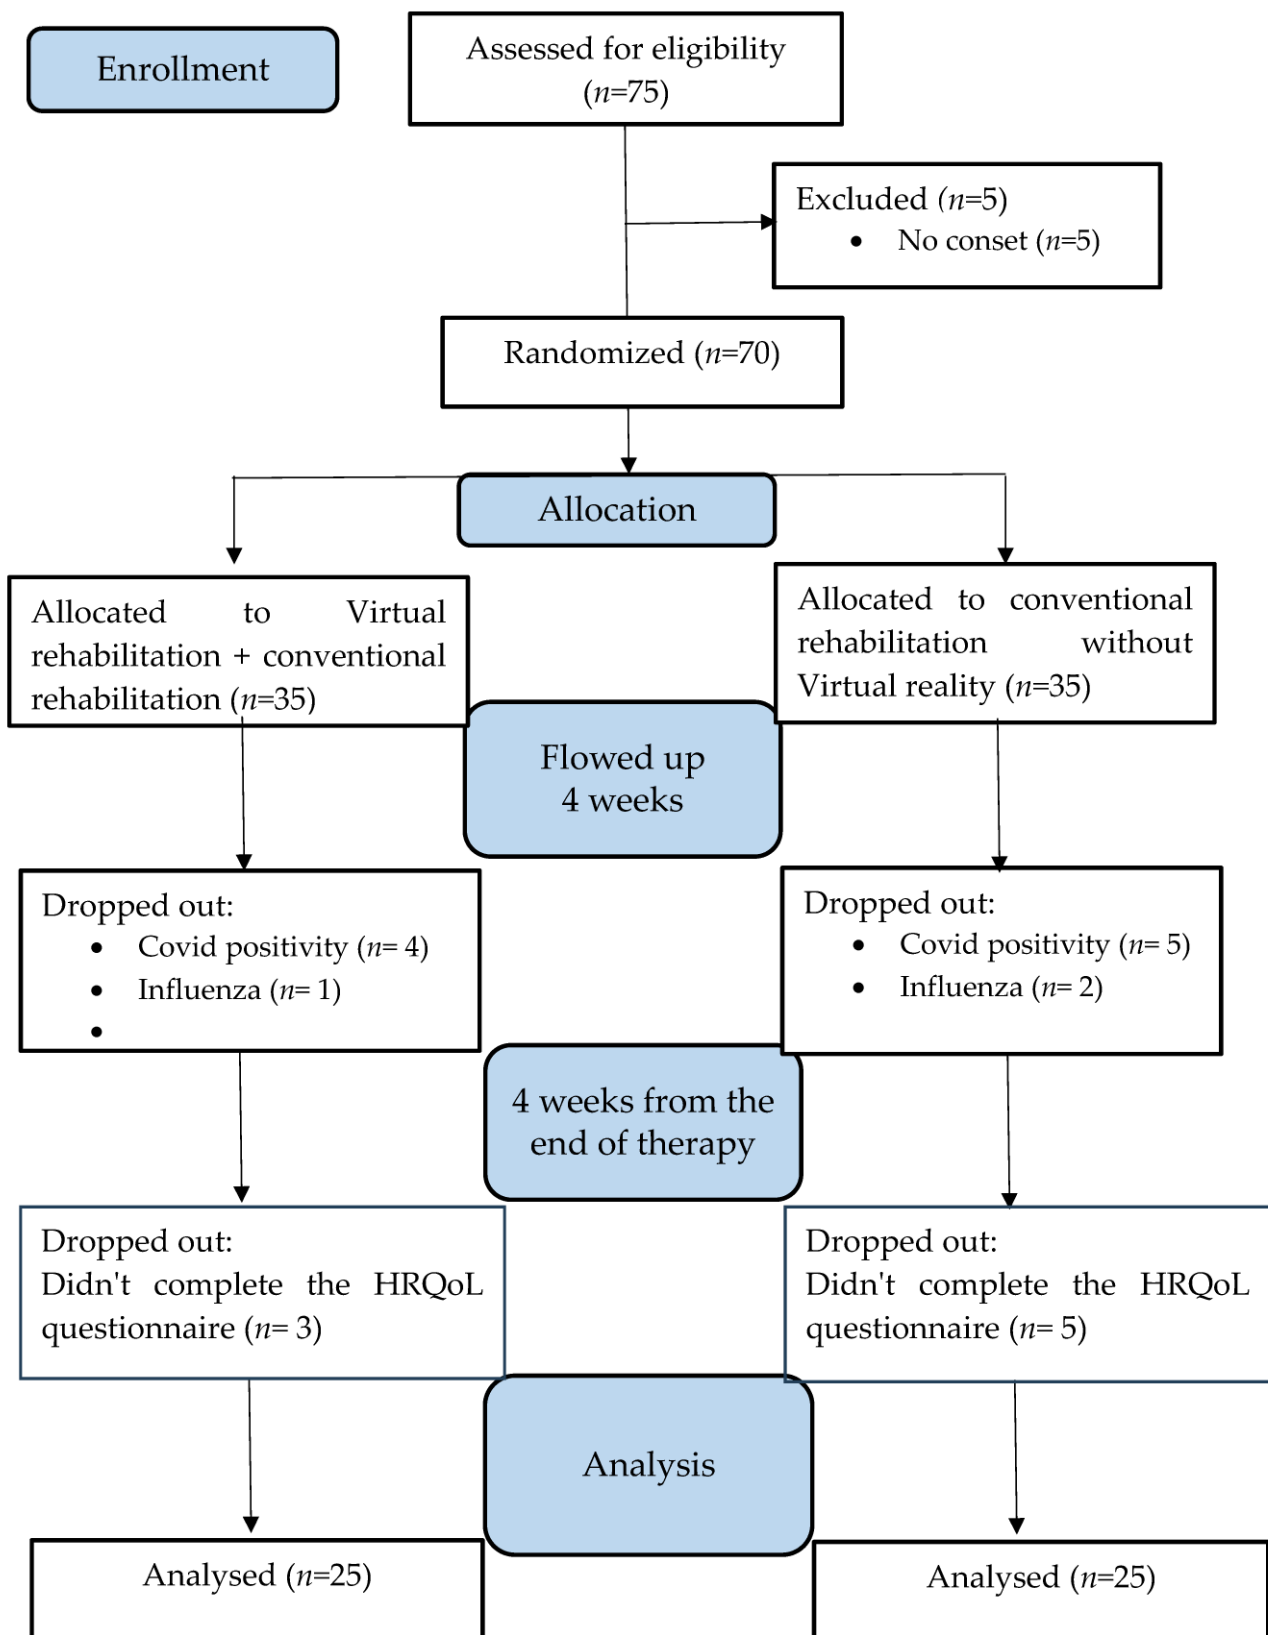 Enrollment
Assessed for eligibility
(n=75)
Excluded (n=5)
• No conset (n=5)
Randomized (n=70)
Allocation
Allocated to Virtual
rehabilitation + conventional
rehabilitation (n=35)
Allocated to conventional
rehabilitation without
Virtual reality (n=35)
Flowed up
4 weeks
Dropped out:
• Covid positivity (n= 4)
• Influenza (n= 1)
•
Dropped out:
• Covid positivity (n= 5)
• Influenza (n= 2)
4 weeks from the
end of therapy
Dropped out:
Didn't complete the HRQoL
questionnaire (n= 3)
Dropped out:
Didn't complete the HRQoL
questionnaire (n= 5)
Analysis
Analysed (n=25)
Analysed (n=25)